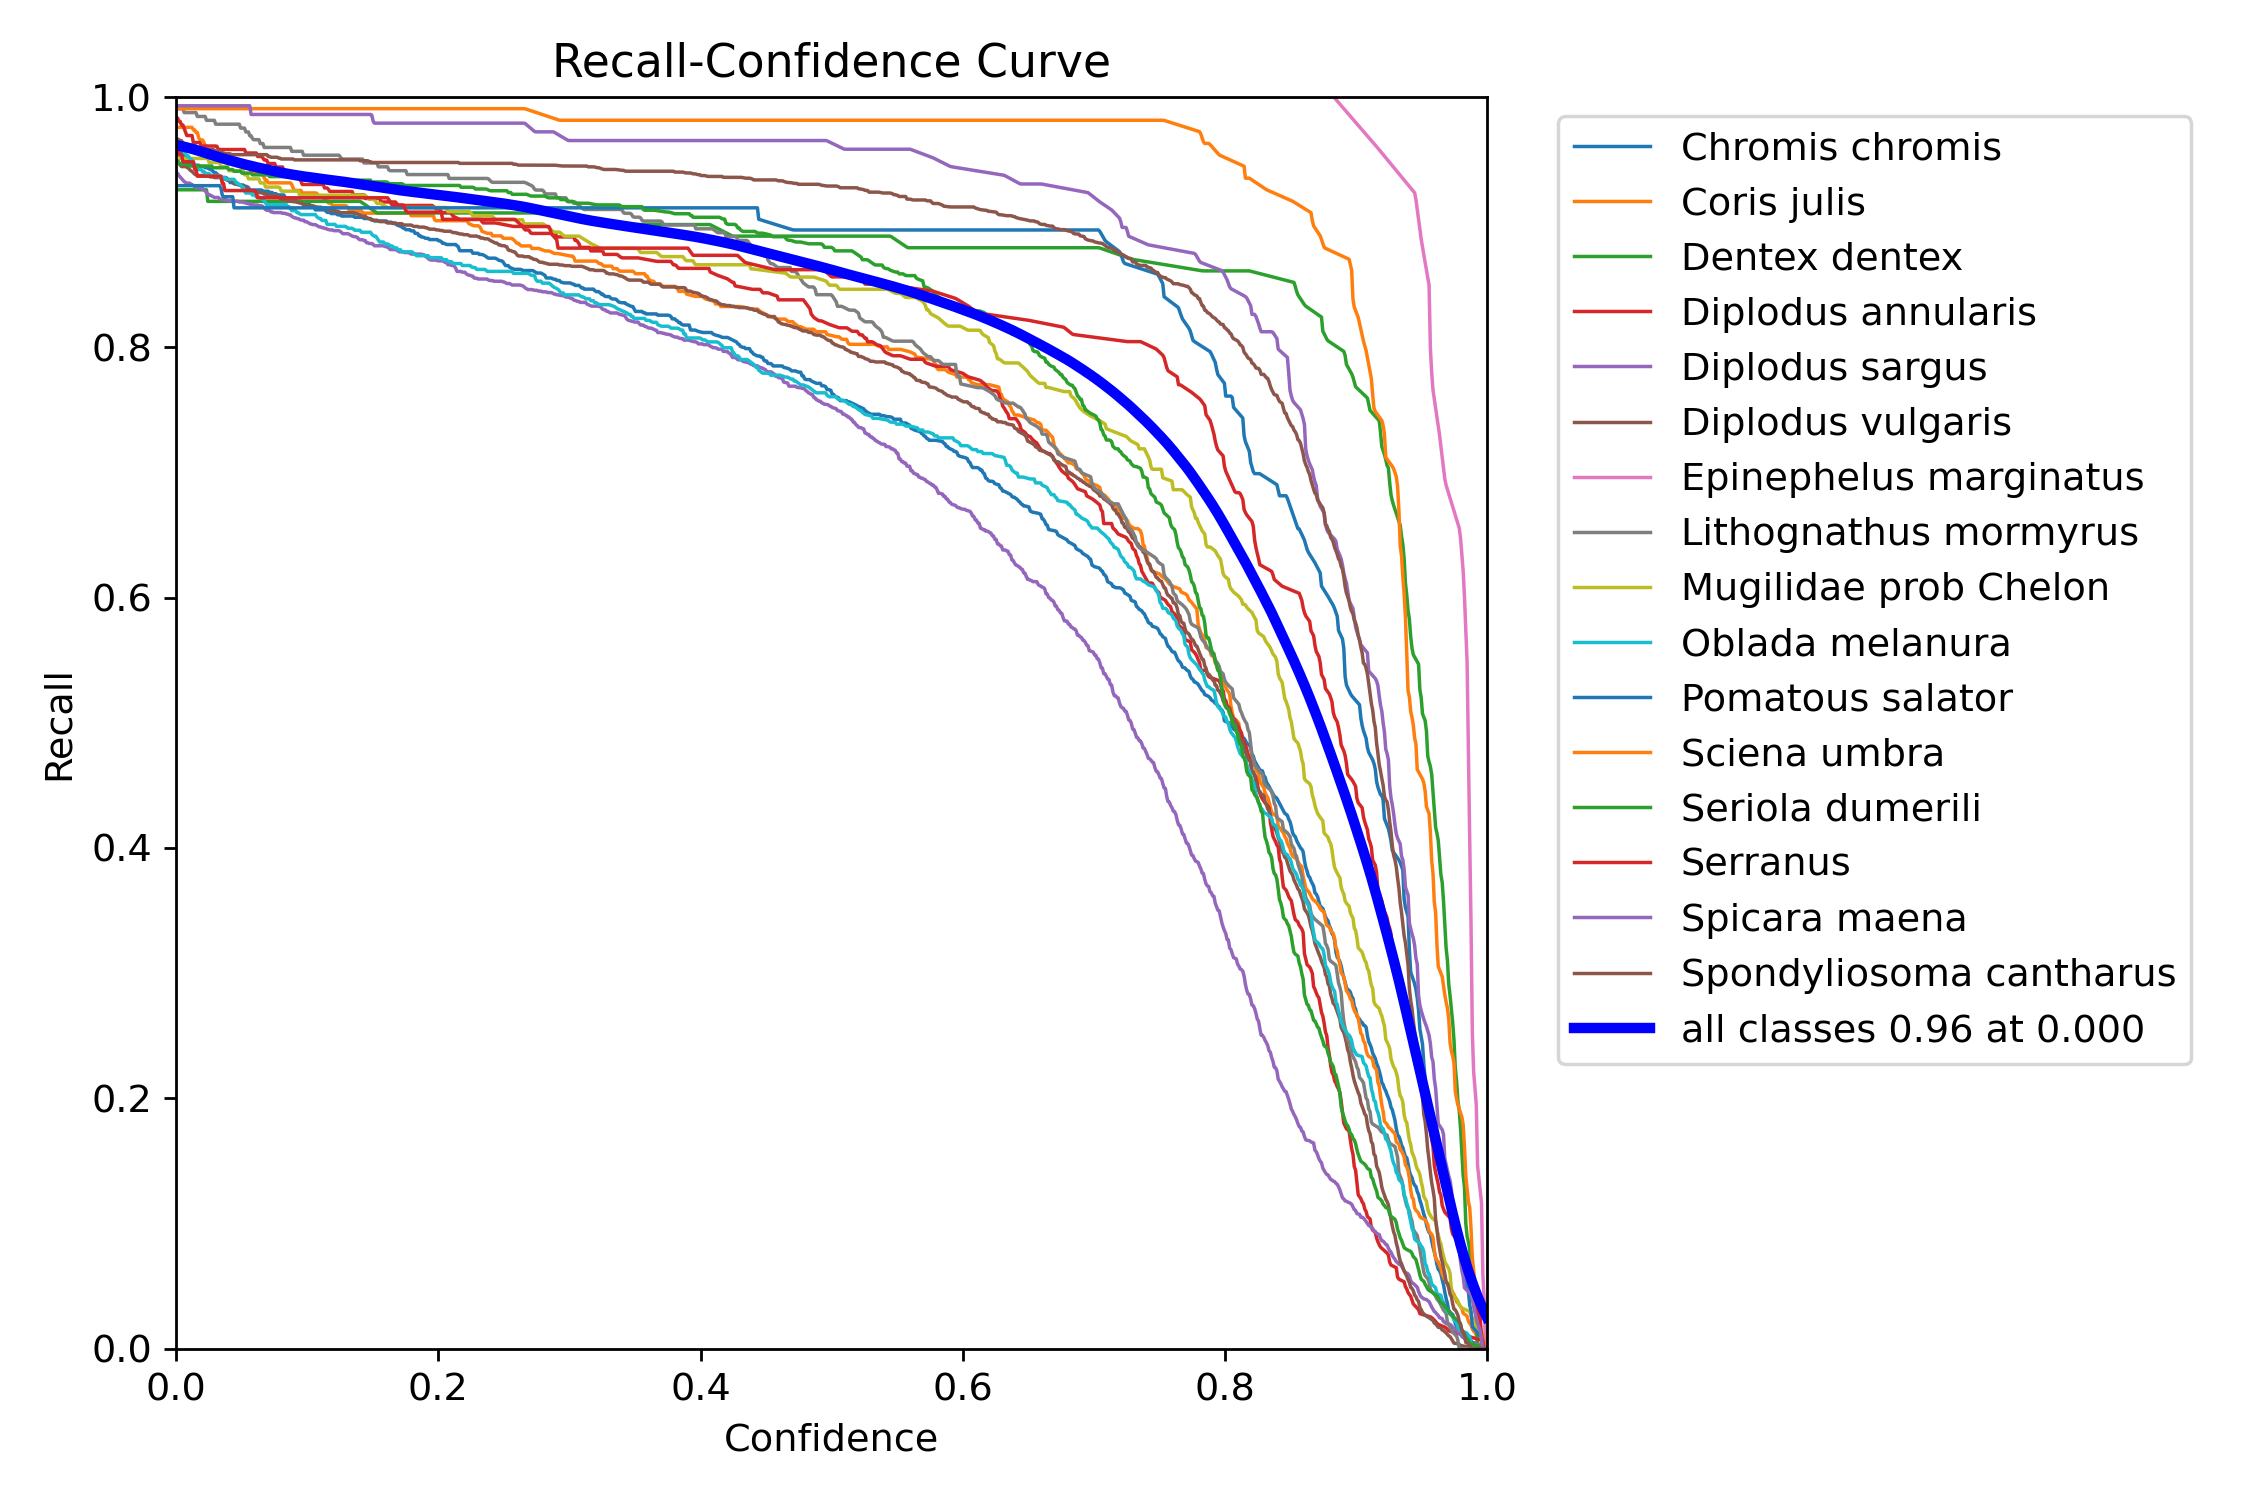 Recall-Confidence Curve
1.0
0.8
0.6
0.4
0.2
0.0
Recall
0.0 0.2 0.4 0.6 0.8 1.0
Confidence
Chromis chromis
Coris julis
Dentex dentex
Diplodus annularis
Diplodus sargus
Diplodus vulgaris
Epinephelus marginatus
Lithognathus mormyrus
Mugilidae prob Chelon
Oblada melanura
Pomatous salator
Sciena umbra
Seriola dumerili
Serranus
Spicara maena
Spondyliosoma cantharus
all classes 0.96 at 0.000